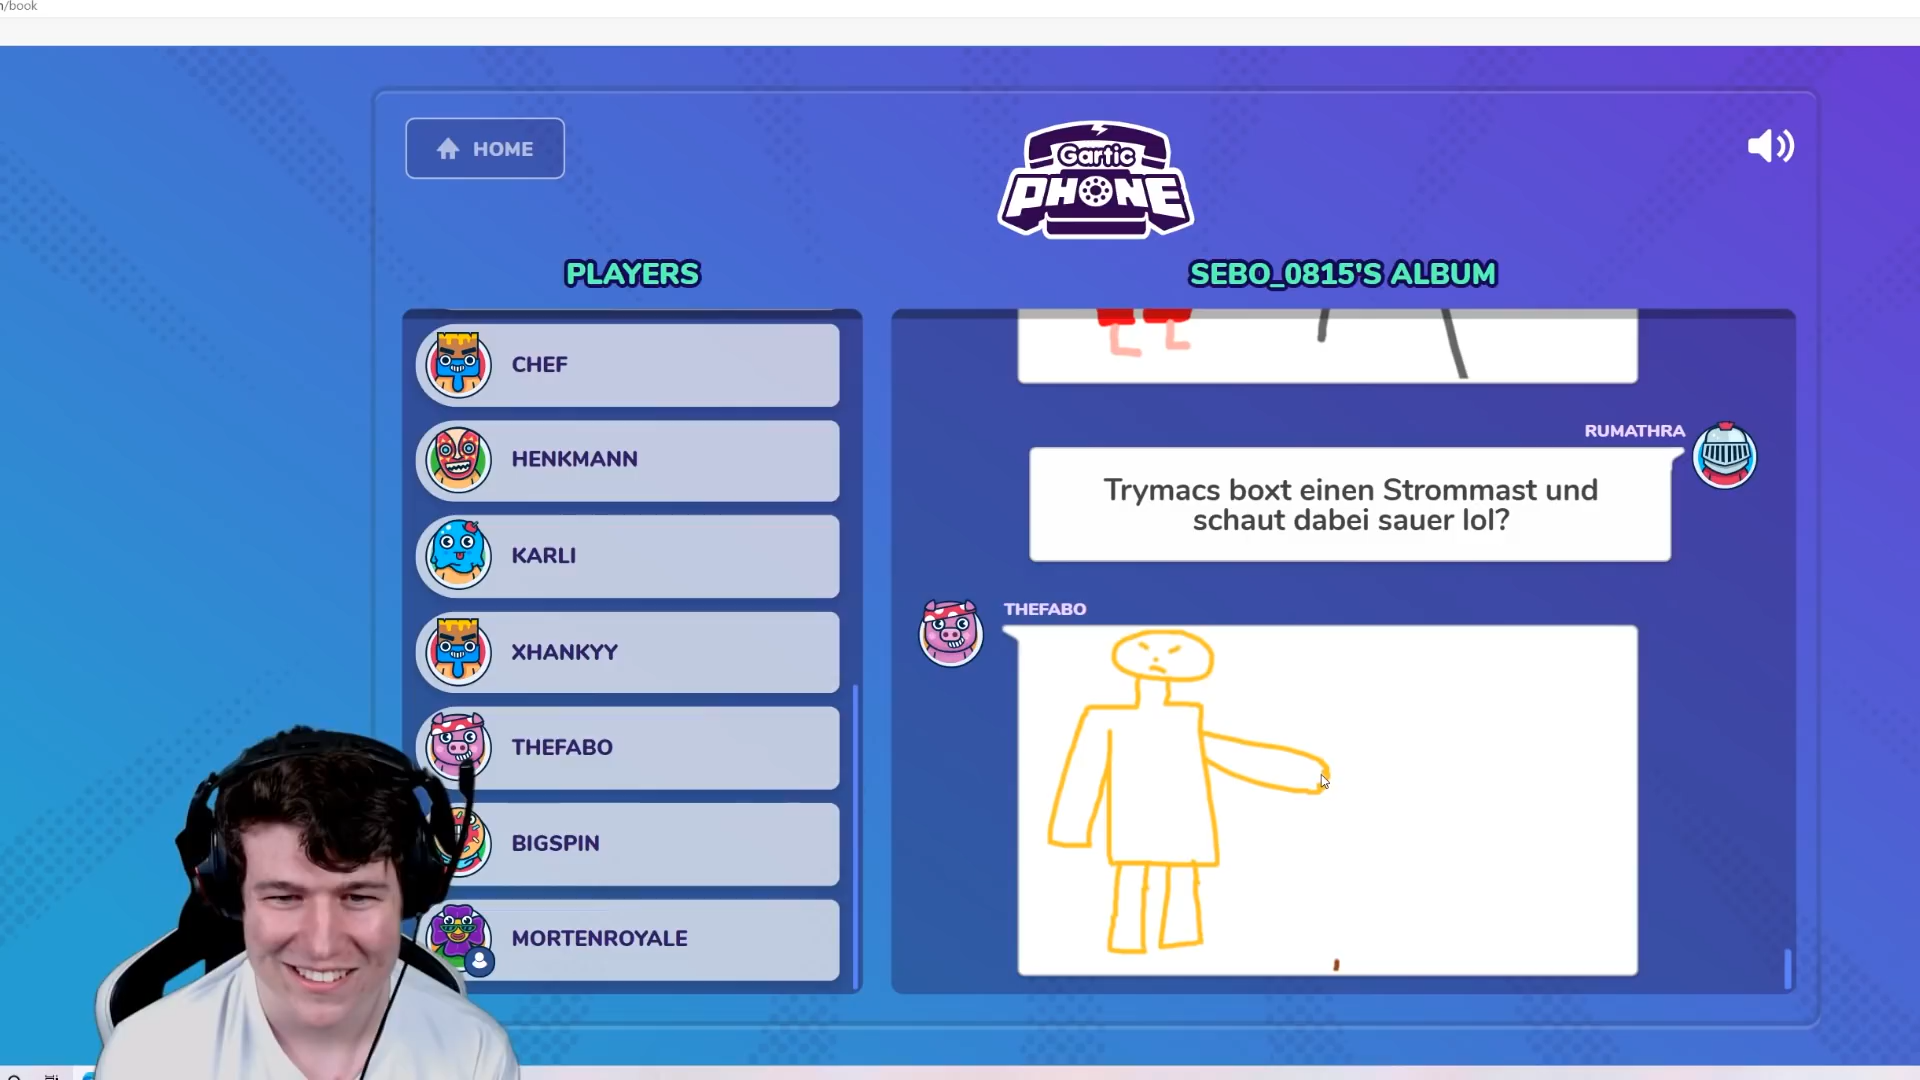 /book
HOME
Gartic
PHONE
PLAYERS
SEBO_0815'S ALBUM
CHEF
HENKMANN
KARLI
XHANKYY
THEFABO
BIGSPIN
MORTENROYALE
RUMATHRA
Trymacs boxt einen Strommast und
schaut dabei sauer lol?
THEFABO